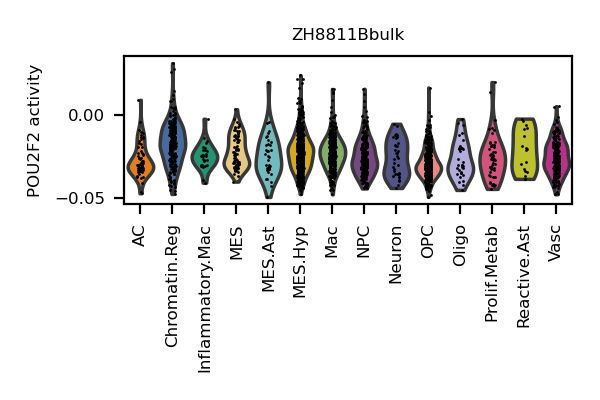 ZH8811Bbulk
POU2F2 activity
0.00
−0.05
AC
Chromatin.Reg
Inflammatory.Mac
MES
MES.Ast
MES.Hyp
Mac
NPC
Neuron
OPC
Oligo
Prolif.Metab
Reactive.Ast
Vasc